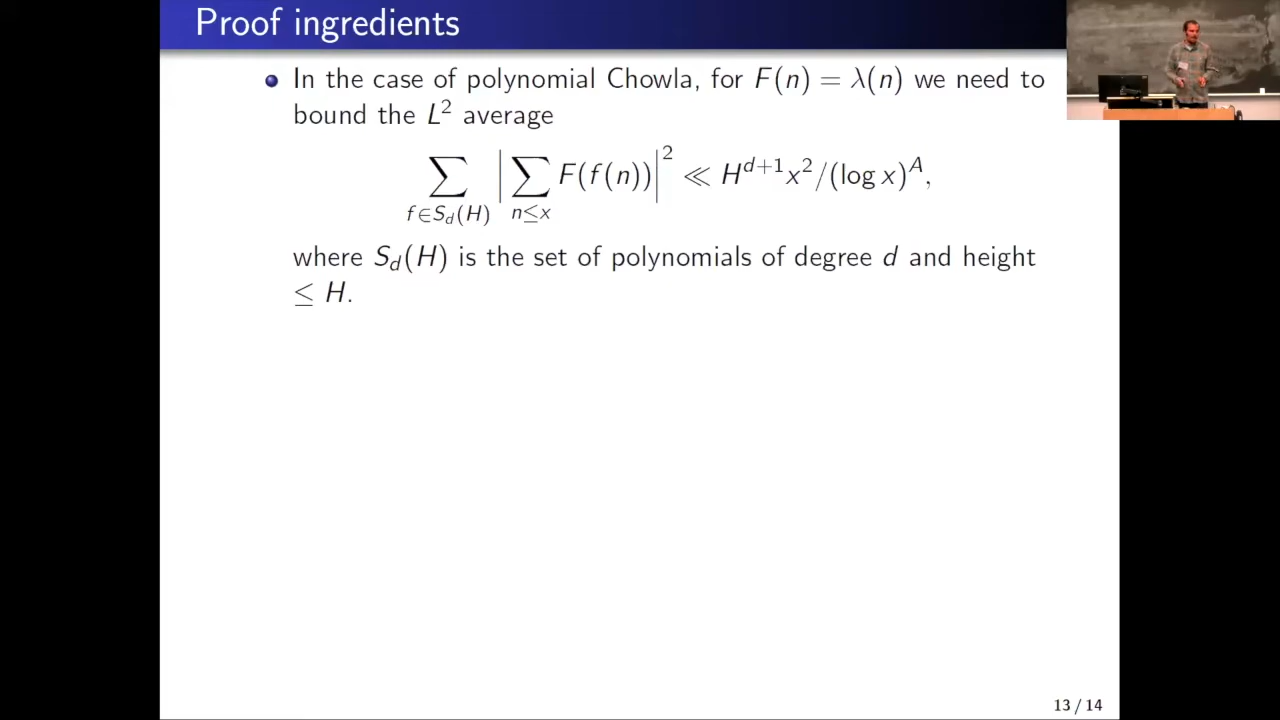 Proof ingredients
In the case of polynomial Chowla, for F(n) = λ(n) we need to
bound the L² average
∑_{f∈S_d(H)} |∑_{n≤x} F(f(n))|² ≪ H^{d+1}x²/(log x)^A,
where S_d(H) is the set of polynomials of degree d and height
≤ H.
13 / 14